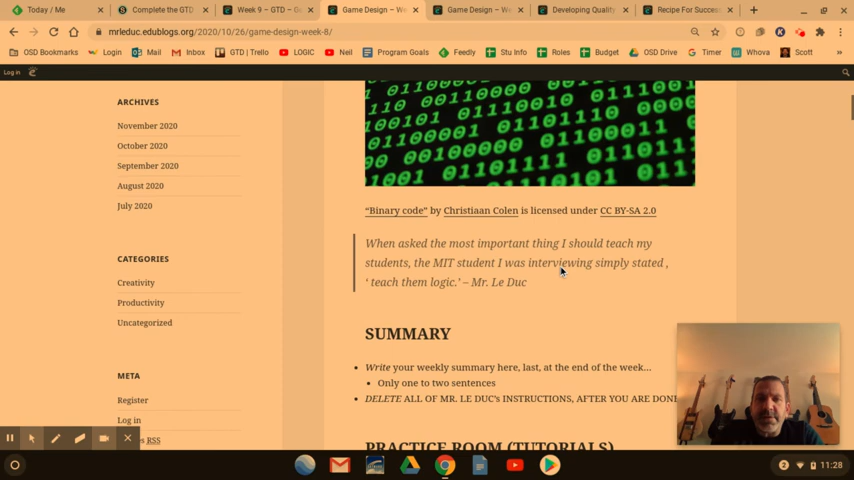 Today / Me
Complete the GTD
Week 9 – GTD – Go
Game Design – We
Game Design – We
Developing Quality
Recipe For Success
mrleduc.edublogs.org/2020/10/26/game-design-week-8/
OSD Bookmarks
Login
Mail
Inbox
GTD | Trello
LOGIC
Neil
Program Goals
Feedly
Stu Info
Roles
Budget
OSD Drive
Timer
Whova
Scott
Log in
ARCHIVES
November 2020
October 2020
September 2020
August 2020
July 2020
CATEGORIES
Creativity
Productivity
Uncategorized
META
Register
Log in
RSS
“Binary code” by Christiaan Colen is licensed under CC BY-SA 2.0
When asked the most important thing I should teach my
students, the MIT student I was interviewing simply stated ,
‘ teach them logic.’ – Mr. Le Duc
SUMMARY
Write your weekly summary here, last, at the end of the week…
Only one to two sentences
DELETE ALL OF MR. LE DUC's INSTRUCTIONS, AFTER YOU ARE DONE
PRACTICE ROOM (TUTORIALS)
2
11:28